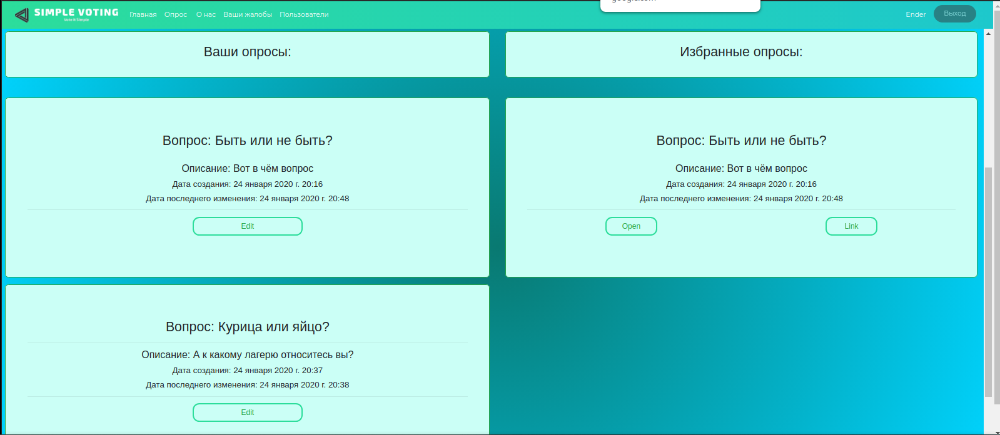 SIMPLE VOTING
Vote it Simple
Главная Опрос О нас Ваши жалобы Пользователи
Ender Выход
Ваши опросы:
Избранные опросы:
Вопрос: Быть или не быть?
Описание: Вот в чём вопрос
Дата создания: 24 января 2020 г. 20:16
Дата последнего изменения: 24 января 2020 г. 20:48
Edit
Вопрос: Быть или не быть?
Описание: Вот в чём вопрос
Дата создания: 24 января 2020 г. 20:16
Дата последнего изменения: 24 января 2020 г. 20:48
Open Link
Вопрос: Курица или яйцо?
Описание: А к какому лагерю относитесь вы?
Дата создания: 24 января 2020 г. 20:37
Дата последнего изменения: 24 января 2020 г. 20:38
Edit